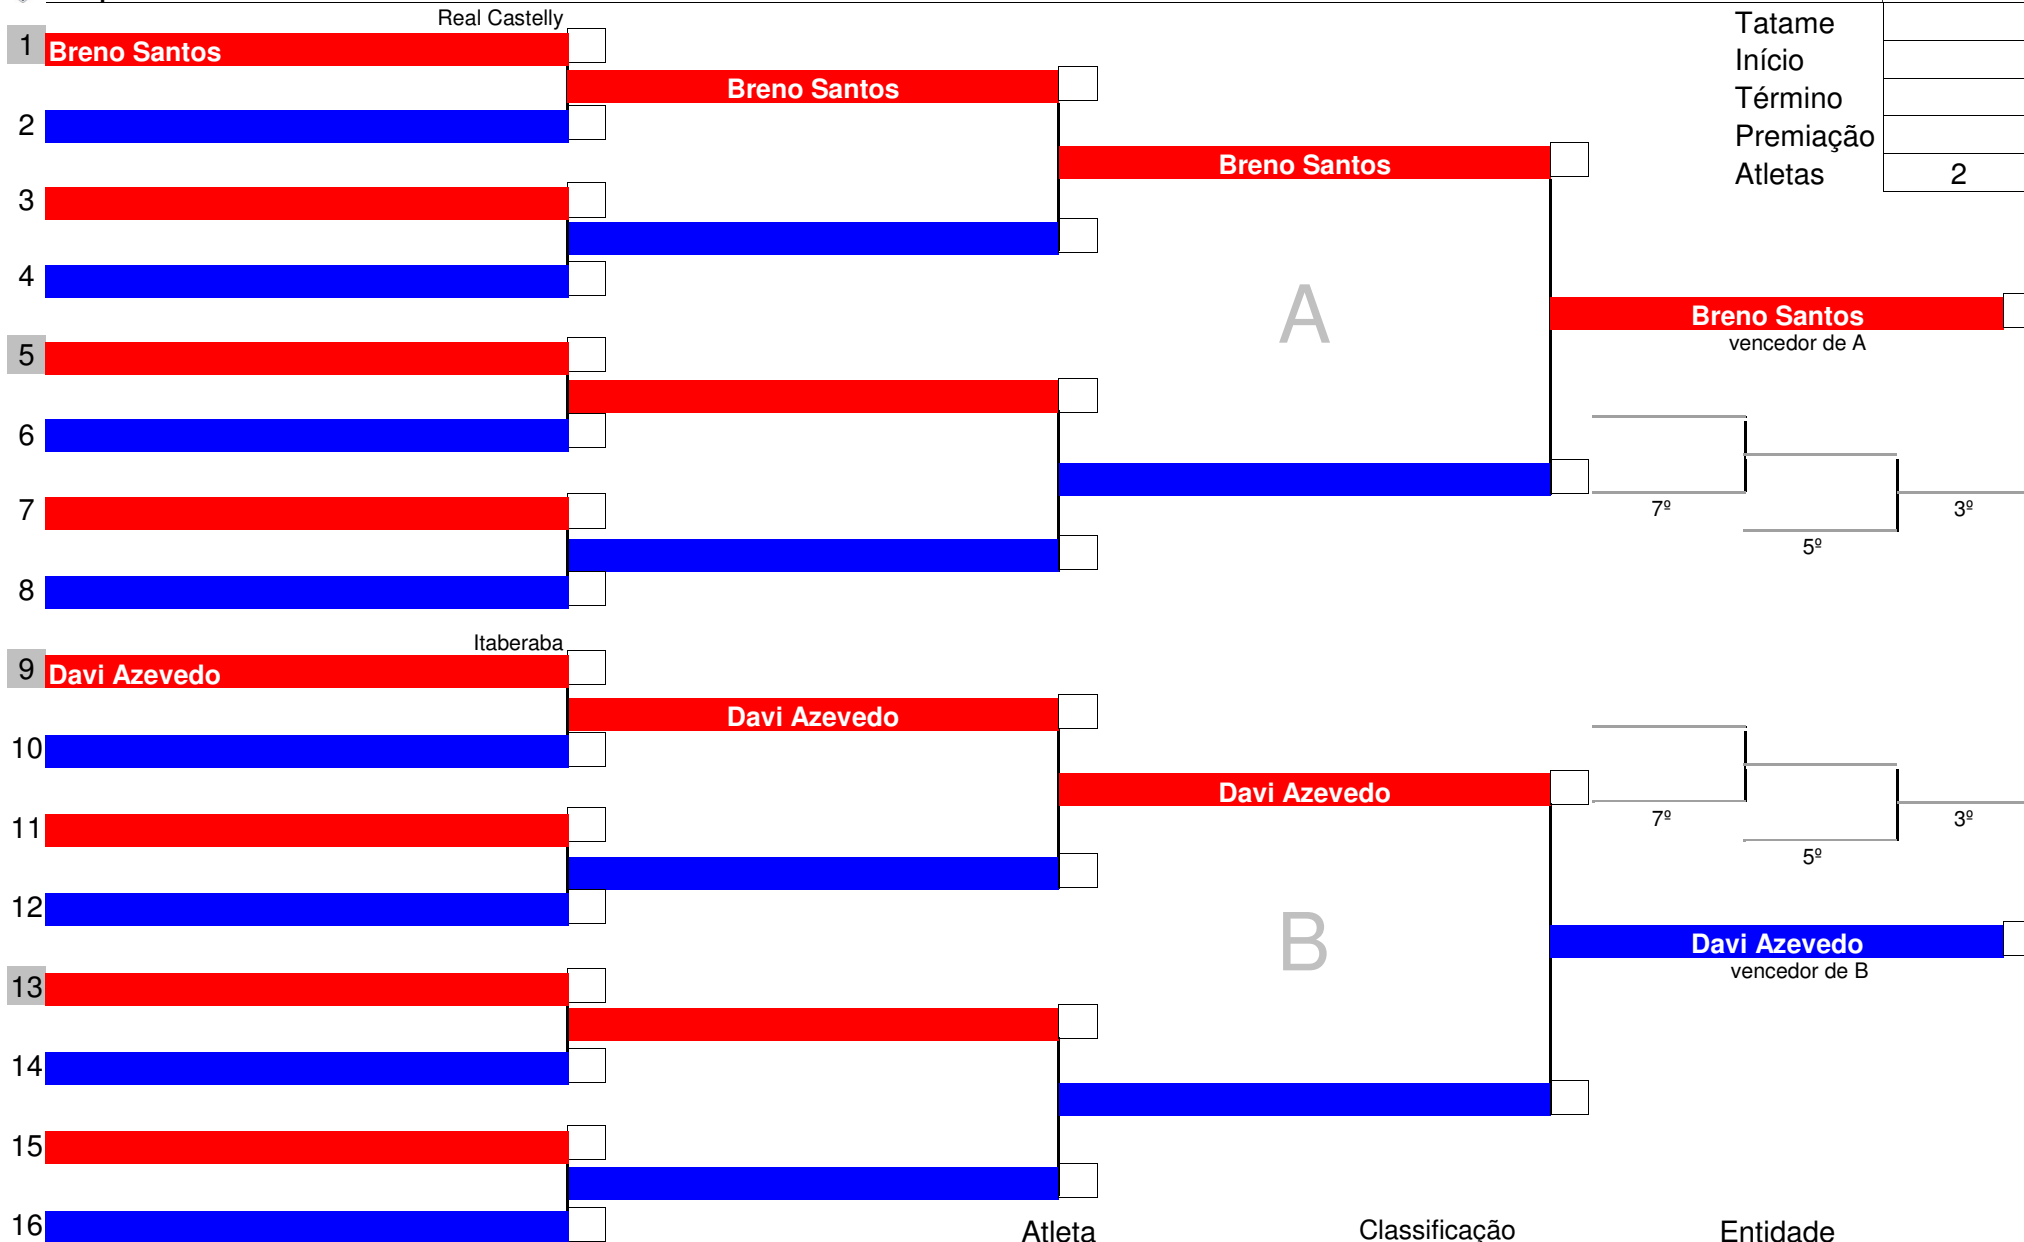 Real Castelly
Tatame
1 Breno Santos
Início
Breno Santos
Término
2
Premiação
Breno Santos
Atletas 2
3
4
A
Breno Santos
vencedor de A
5
6
7
7º 3º
5º
8
Itaberaba
9 Davi Azevedo
Davi Azevedo
10
Davi Azevedo
11
7º 3º
5º
12
B
Davi Azevedo
vencedor de B
13
14
15
16
Atleta Classificação Entidade